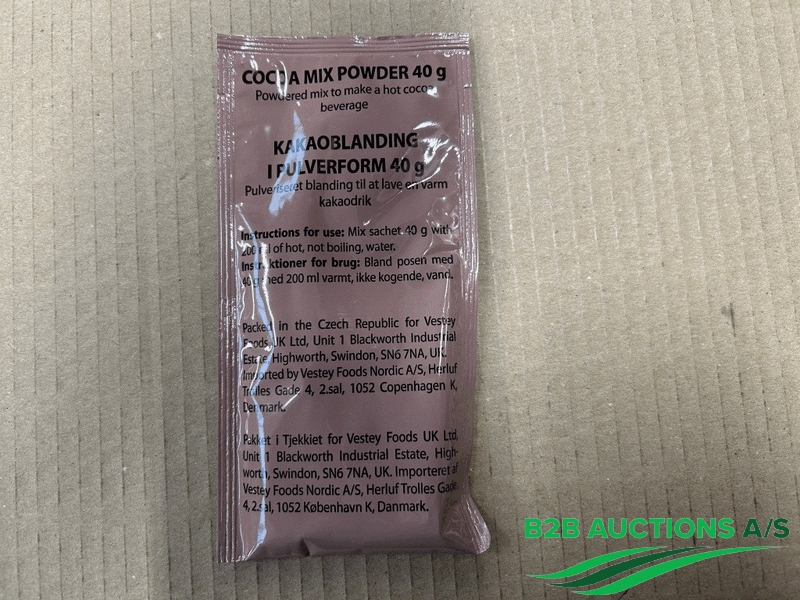 COCOA MIX POWDER 40 g
Powdered mix to make a hot cocoa
beverage
KAKAOBLANDING
I PULVERFORM 40 g
Pulveriseret blanding til at lave en varm
kakaodrik
Instructions for use: Mix sachet 40 g with
200 ml of hot, not boiling, water.
Instruktioner for brug: Bland posen med
40 g med 200 ml varmt, ikke kogende, vand.
Packed in the Czech Republic for Vestey
Foods UK Ltd, Unit 1 Blackworth Industrial
Estate, Highworth, Swindon, SN6 7NA, UK.
Imported by Vestey Foods Nordic A/S, Herluf
Trolles Gade 4, 2.sal, 1052 Copenhagen K,
Denmark.
Pakket i Tjekkiet for Vestey Foods UK Ltd,
Unit 1 Blackworth Industrial Estate, High-
worth, Swindon, SN6 7NA, UK. Importeret af
Vestey Foods Nordic A/S, Herluf Trolles Gade
4, 2.sal, 1052 København K, Danmark.
B2B AUCTIONS A/S